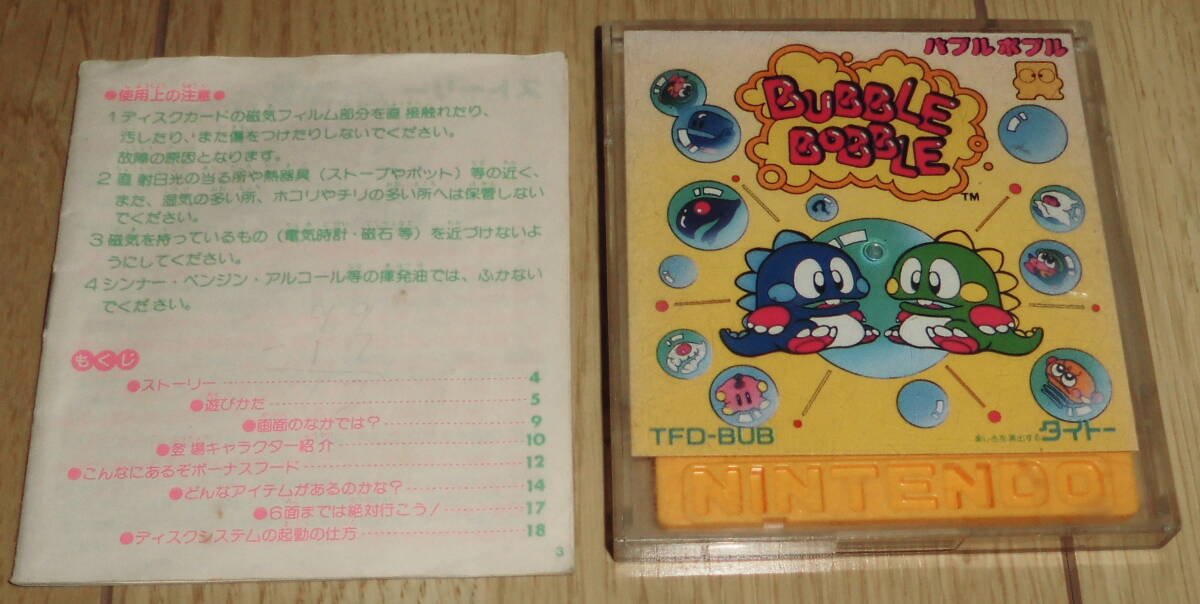 ●使用上の注意●
1 ディスクカードの磁気フィルム部分を直接触れたり、
汚したり、また傷をつけたりしないでください。
故障の原因となります。
2 直射日光の当る所や熱器具(ストーブやポット)等の近く、
また、湿気の多い所、ホコリやチリの多い所へは保管しない
でください。
3 磁気を持っているもの(電気時計・磁石等)を近づけないよ
うにしてください。
4 シンナー・ベンジン・アルコール等の揮発油では、ふかない
でください。
もくじ
●ストーリー 4
●遊びかた 5
●画面のなかでは? 9
●登場キャラクター紹介 10
●こんなにあるぞボーナスフード 12
●どんなアイテムがあるのかな? 14
●6面までは絶対行こう! 17
●ディスクシステムの起動の仕方 18
3
バブルボブル
BUBBLE
BOBBLE
TM
TFD-BUB
タイトー
NINTENDO